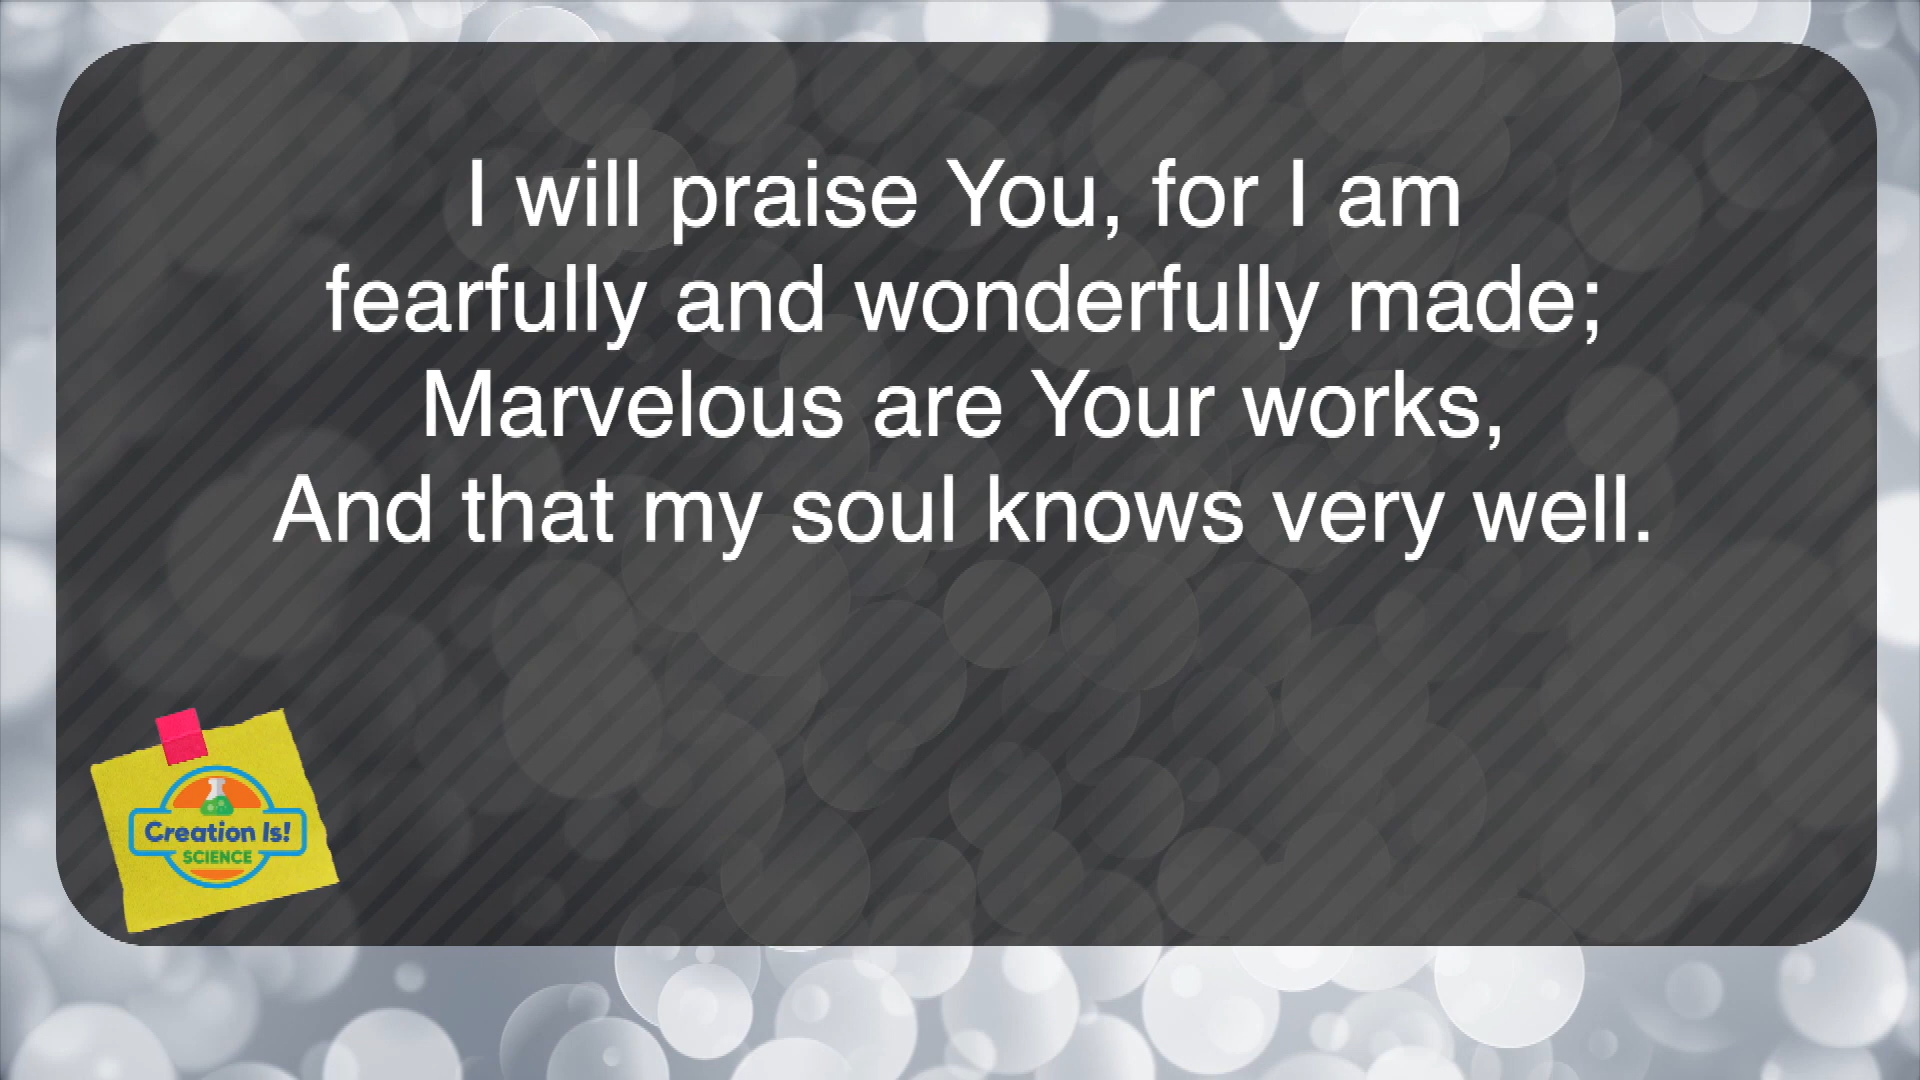 I will praise You, for I am
fearfully and wonderfully made;
Marvelous are Your works,
And that my soul knows very well.
Creation Is!
SCIENCE